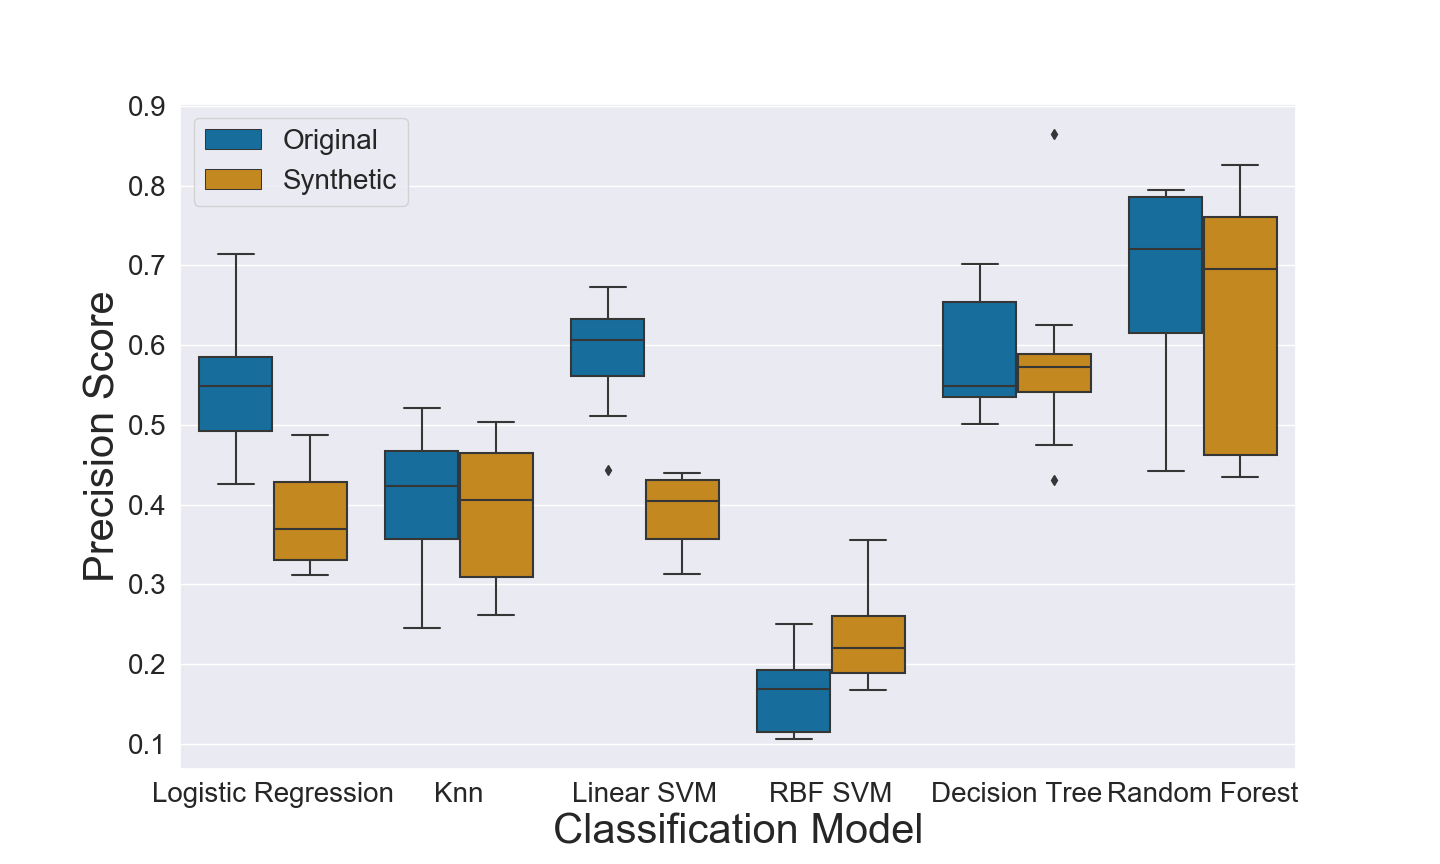 0.9
0.8
0.7
0.6
0.5
0.4
0.3
0.2
0.1
Precision Score
Original
Synthetic
Logistic Regression Knn Linear SVM RBF SVM Decision Tree Random Forest
Classification Model